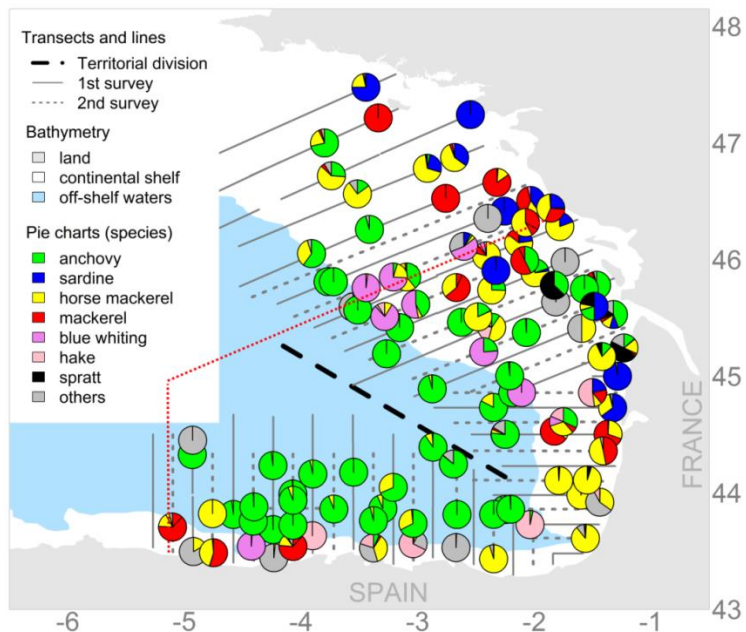 Transects and lines
Territorial division
1st survey
2nd survey
Bathymetry
land
continental shelf
off-shelf waters
Pie charts (species)
anchovy
sardine
horse mackerel
mackerel
blue whiting
hake
spratt
others
48
47
46
45
44
43
FRANCE
SPAIN
-6 -5 -4 -3 -2 -1